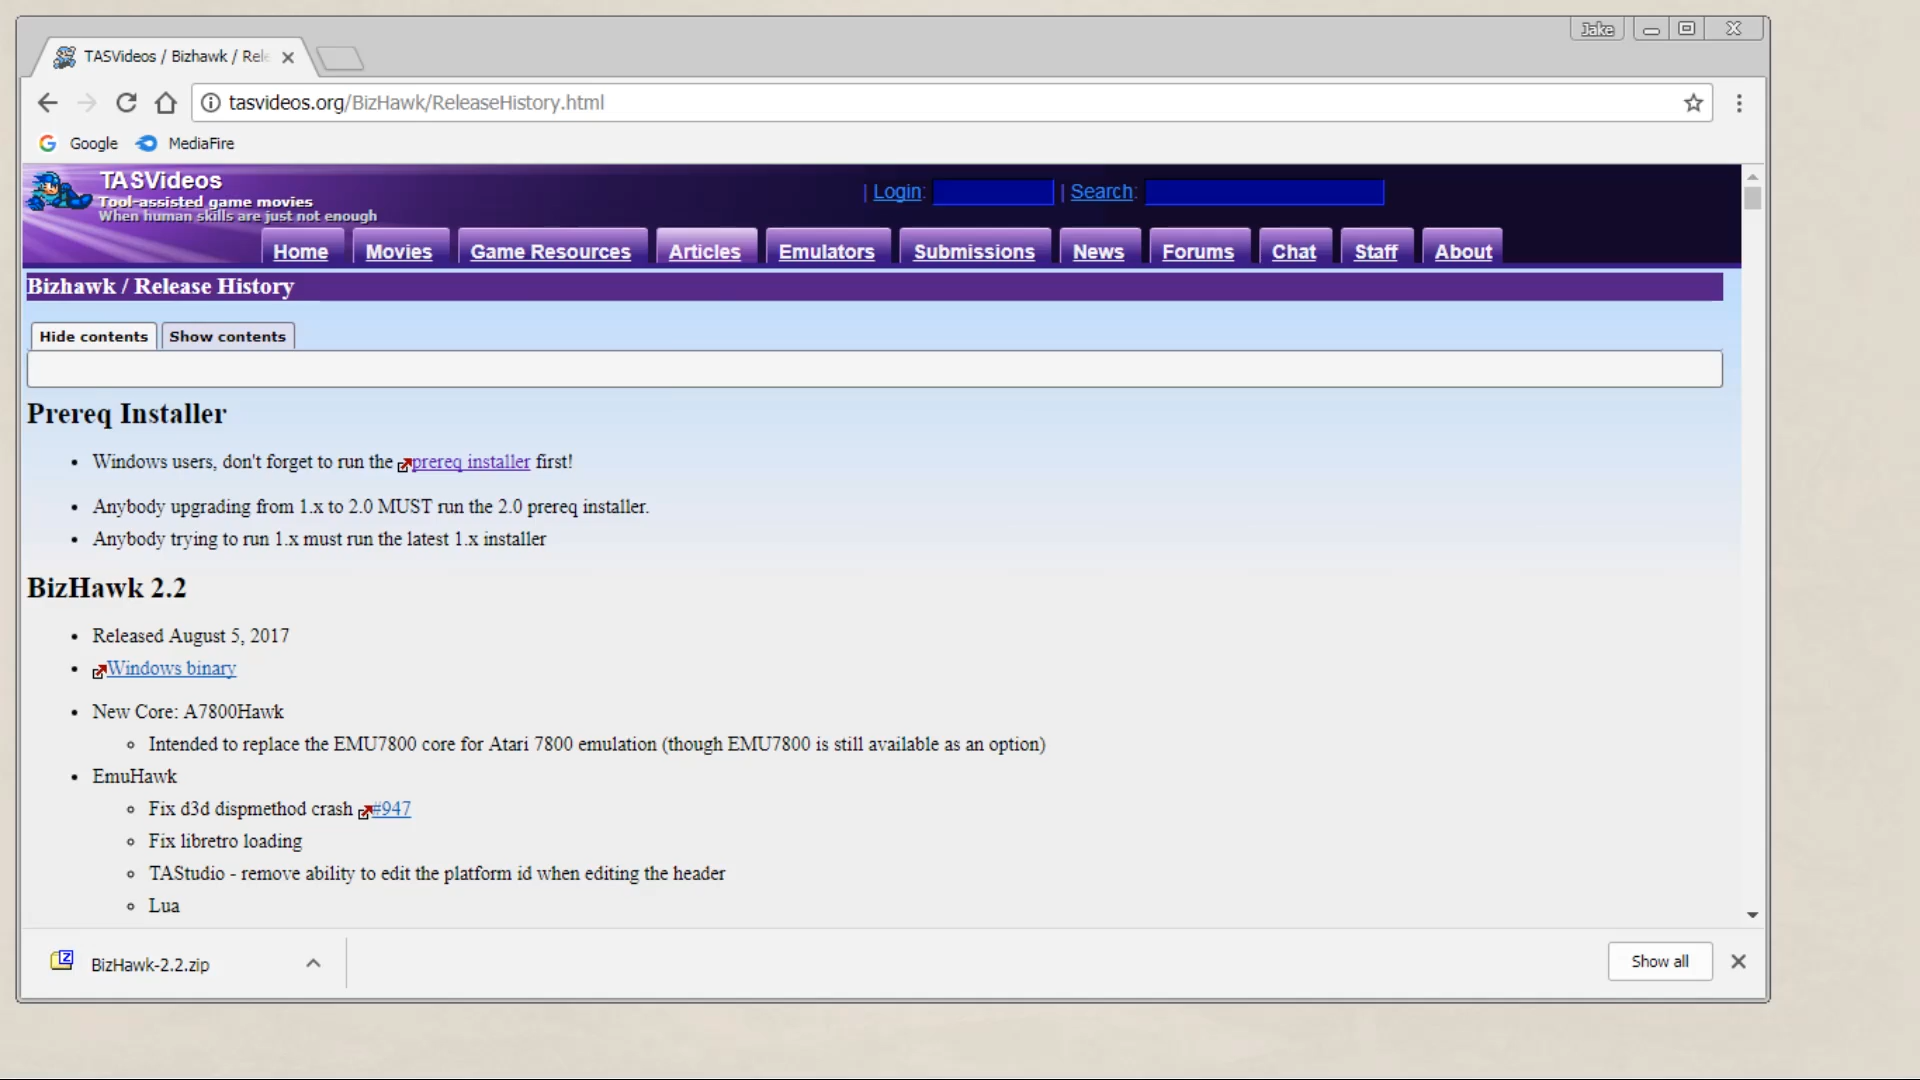 Jake
TASVideos / Bizhawk / Rele
tasvideos.org/BizHawk/ReleaseHistory.html
Google MediaFire
TASVideos
Tool-assisted game movies
When human skills are just not enough
| Login: | Search:
Home Movies Game Resources Articles Emulators Submissions News Forums Chat Staff About
Bizhawk / Release History
Hide contents Show contents
Prereq Installer
• Windows users, don't forget to run the prereq installer first!
• Anybody upgrading from 1.x to 2.0 MUST run the 2.0 prereq installer.
• Anybody trying to run 1.x must run the latest 1.x installer
BizHawk 2.2
• Released August 5, 2017
• Windows binary
• New Core: A7800Hawk
◦ Intended to replace the EMU7800 core for Atari 7800 emulation (though EMU7800 is still available as an option)
• EmuHawk
◦ Fix d3d dispmethod crash #947
◦ Fix libretro loading
◦ TAStudio - remove ability to edit the platform id when editing the header
◦ Lua
BizHawk-2.2.zip
Show all